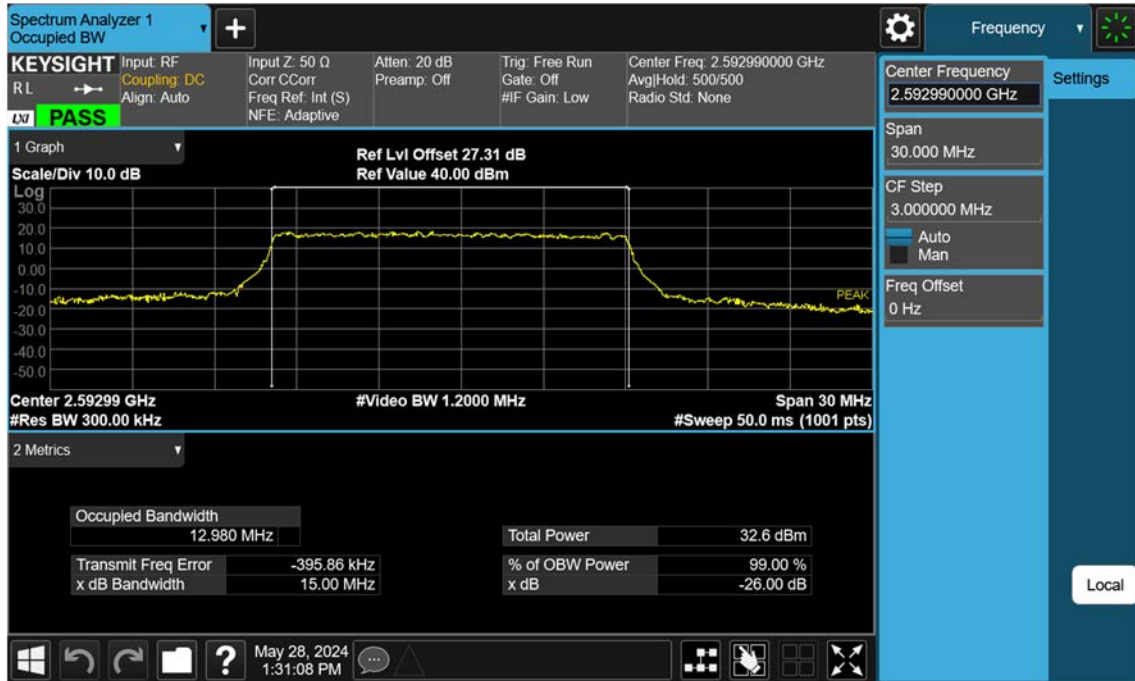 Spectrum Analyzer 1
Occupied BW
+
Frequency
KEYSIGHT
R L
LXI
PASS
Input: RF
Coupling: DC
Align: Auto
Input Z: 50 Ω
Corr CCorr
Freq Ref: Int (S)
NFE: Adaptive
Atten: 20 dB
Preamp: Off
Trig: Free Run
Gate: Off
#IF Gain: Low
Center Freq: 2.592990000 GHz
Avg|Hold: 500/500
Radio Std: None
Center Frequency
2.592990000 GHz
Settings
Span
30.000 MHz
CF Step
3.000000 MHz
Auto
Man
Freq Offset
0 Hz
Local
1 Graph
Scale/Div 10.0 dB
Ref Lvl Offset 27.31 dB
Ref Value 40.00 dBm
Log
30.0
20.0
10.0
0.00
-10.0
-20.0
-30.0
-40.0
-50.0
PEAK
Center 2.59299 GHz
#Video BW 1.2000 MHz
Span 30 MHz
#Res BW 300.00 kHz
#Sweep 50.0 ms (1001 pts)
2 Metrics
Occupied Bandwidth
12.980 MHz
Total Power 32.6 dBm
Transmit Freq Error -395.86 kHz
% of OBW Power 99.00 %
x dB Bandwidth 15.00 MHz
x dB -26.00 dB
?
May 28, 2024
1:31:08 PM